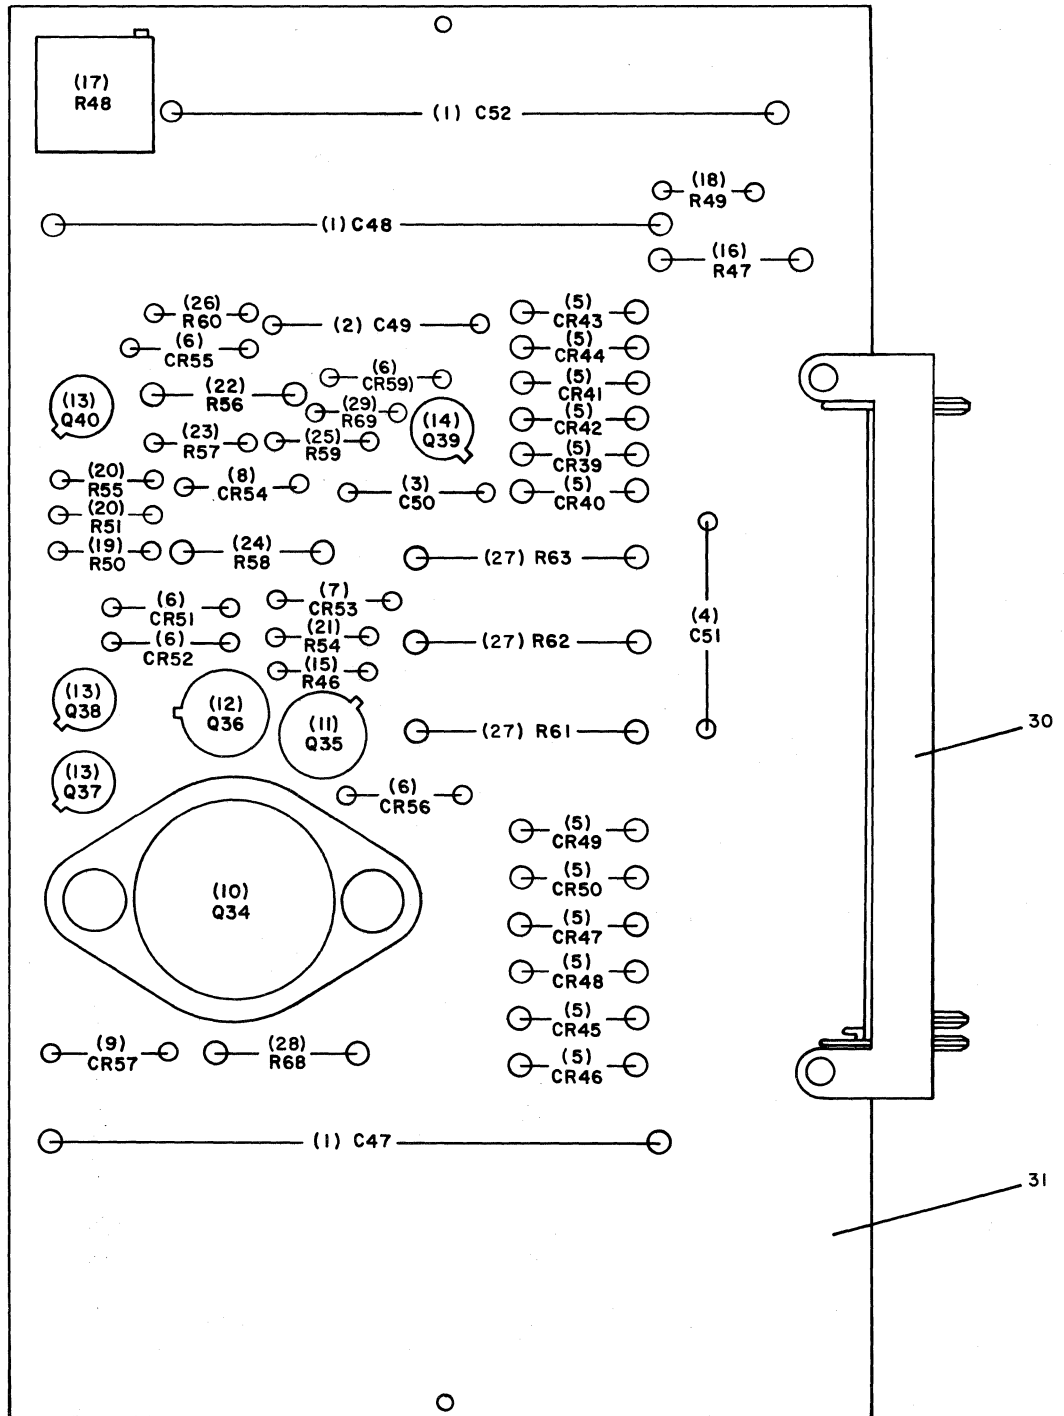 (17)
R48
(1) C52
(18)
R49
(1) C48
(16)
R47
(26)
R60
(2) C49
(5)
CR43
(6)
CR55
(5)
CR44
(6)
CR59)
(5)
CR41
(22)
R56
(13)
Q40
(29)
R69
(14)
Q39
(5)
CR42
(23)
R57
(25)
R59
(5)
CR39
(20)
R55
(8)
CR54
(3)
C50
(5)
CR40
(20)
R51
(19)
R50
(24)
R58
(27) R63
(6)
CR51
(7)
CR53
(4)
C51
(6)
CR52
(21)
R54
(27) R62
(15)
R46
(13)
Q38
(12)
Q36
(11)
Q35
(27) R61
30
(13)
Q37
(6)
CR56
(5)
CR49
(10)
Q34
(5)
CR50
(5)
CR47
(5)
CR48
(5)
CR45
(9)
CR57
(28)
R68
(5)
CR46
(1) C47
31